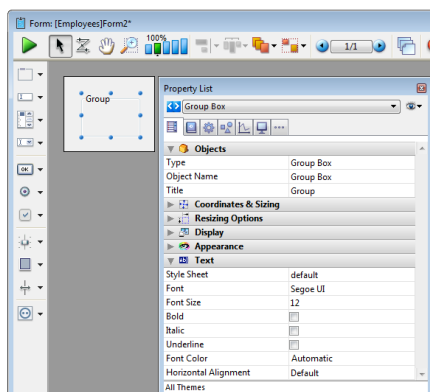 Form: [Employees]Form2*
100%
1/1
Group
OK
Property List
Group Box
Objects
Type Group Box
Object Name Group Box
Title Group
Coordinates & Sizing
Resizing Options
Display
Appearance
Text
Style Sheet default
Font Segoe UI
Font Size 12
Bold
Italic
Underline
Font Color Automatic
Horizontal Alignment Default
All Themes